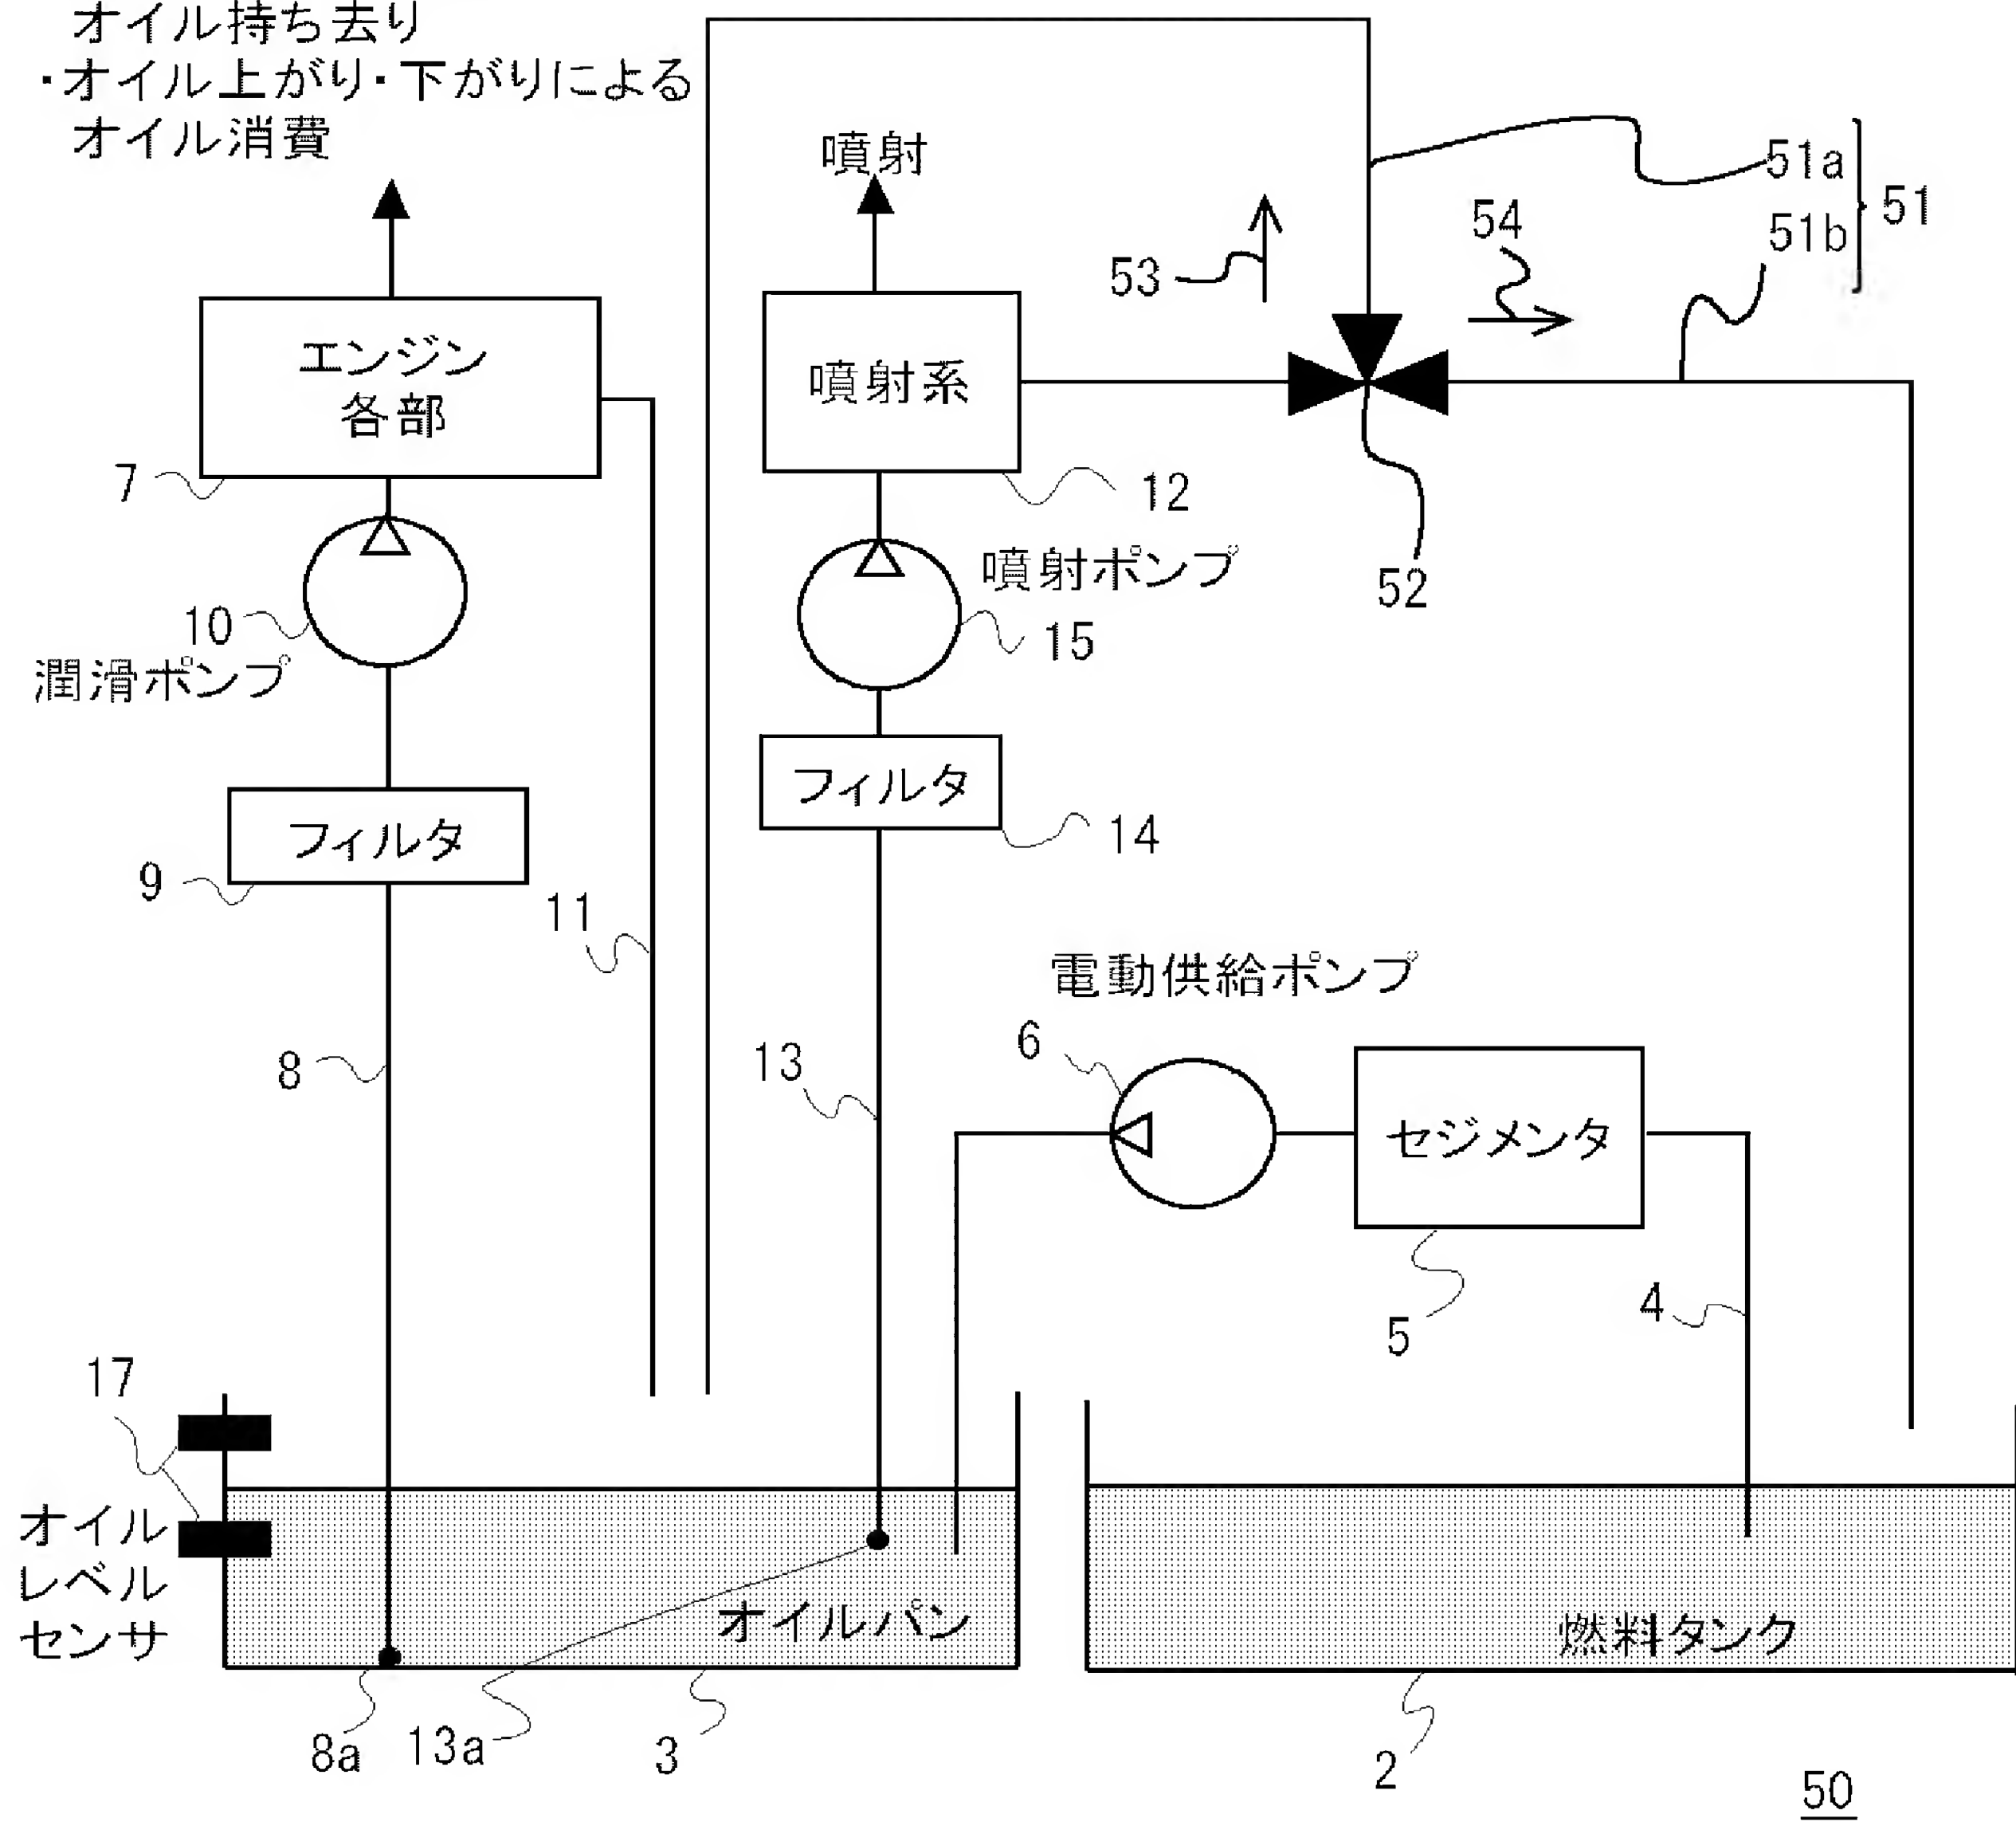 オイル持ち去り
・オイル上がり・下がりによる
オイル消費
噴射
51a
51b
51
54
53
エンジン
各部
噴射系
7
12
52
噴射ポンプ
15
10
潤滑ポンプ
フィルタ
14
フィルタ
9
11
電動供給ポンプ
6
8
13
セジメンタ
5
4
17
オイル
レベル
センサ
オイルパン
燃料タンク
8a
13a
3
2
50